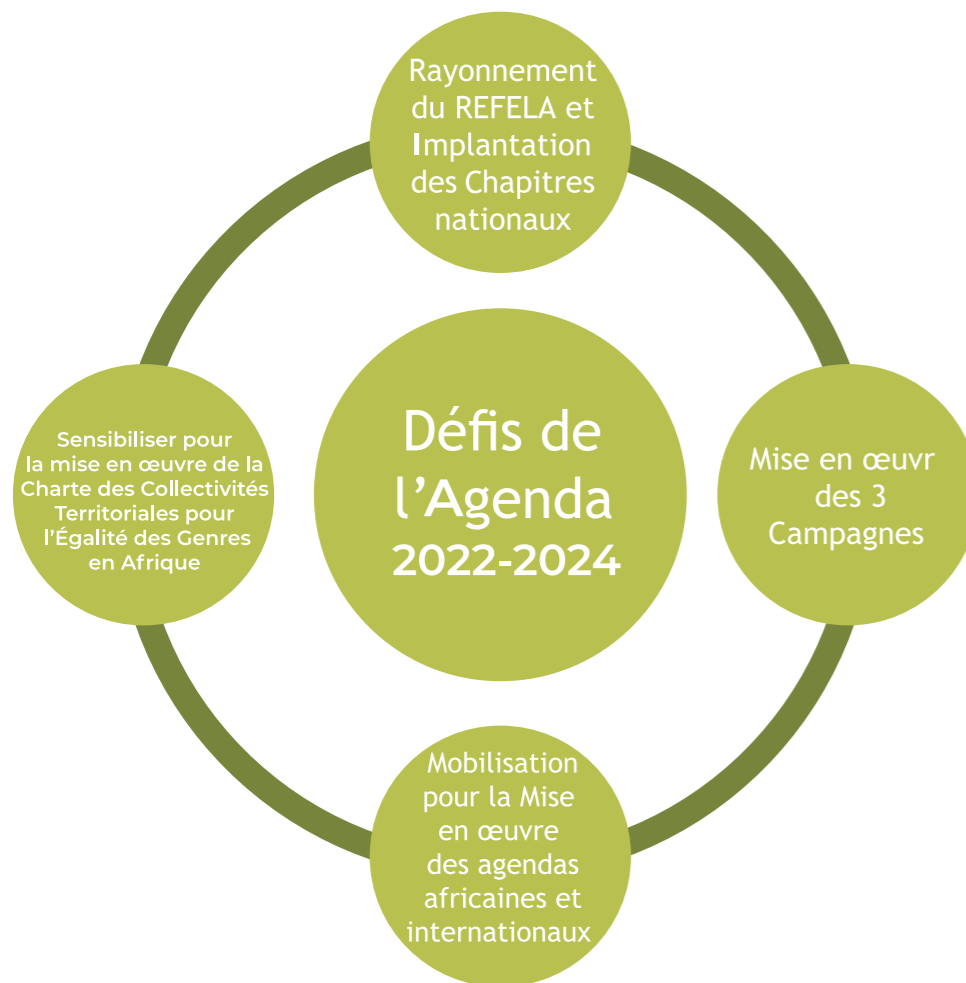 Rayonnement
du REFELA et
Implantation
des Chapitres
nationaux
Défis de
l'Agenda
2022-2024
Sensibiliser pour
la mise en œuvre de la
Charte des Collectivités
Territoriales pour
l'Égalité des Genres
en Afrique
Mise en œuvr
des 3
Campagnes
Mobilisation
pour la Mise
en œuvre
des agendas
africaines et
internationaux